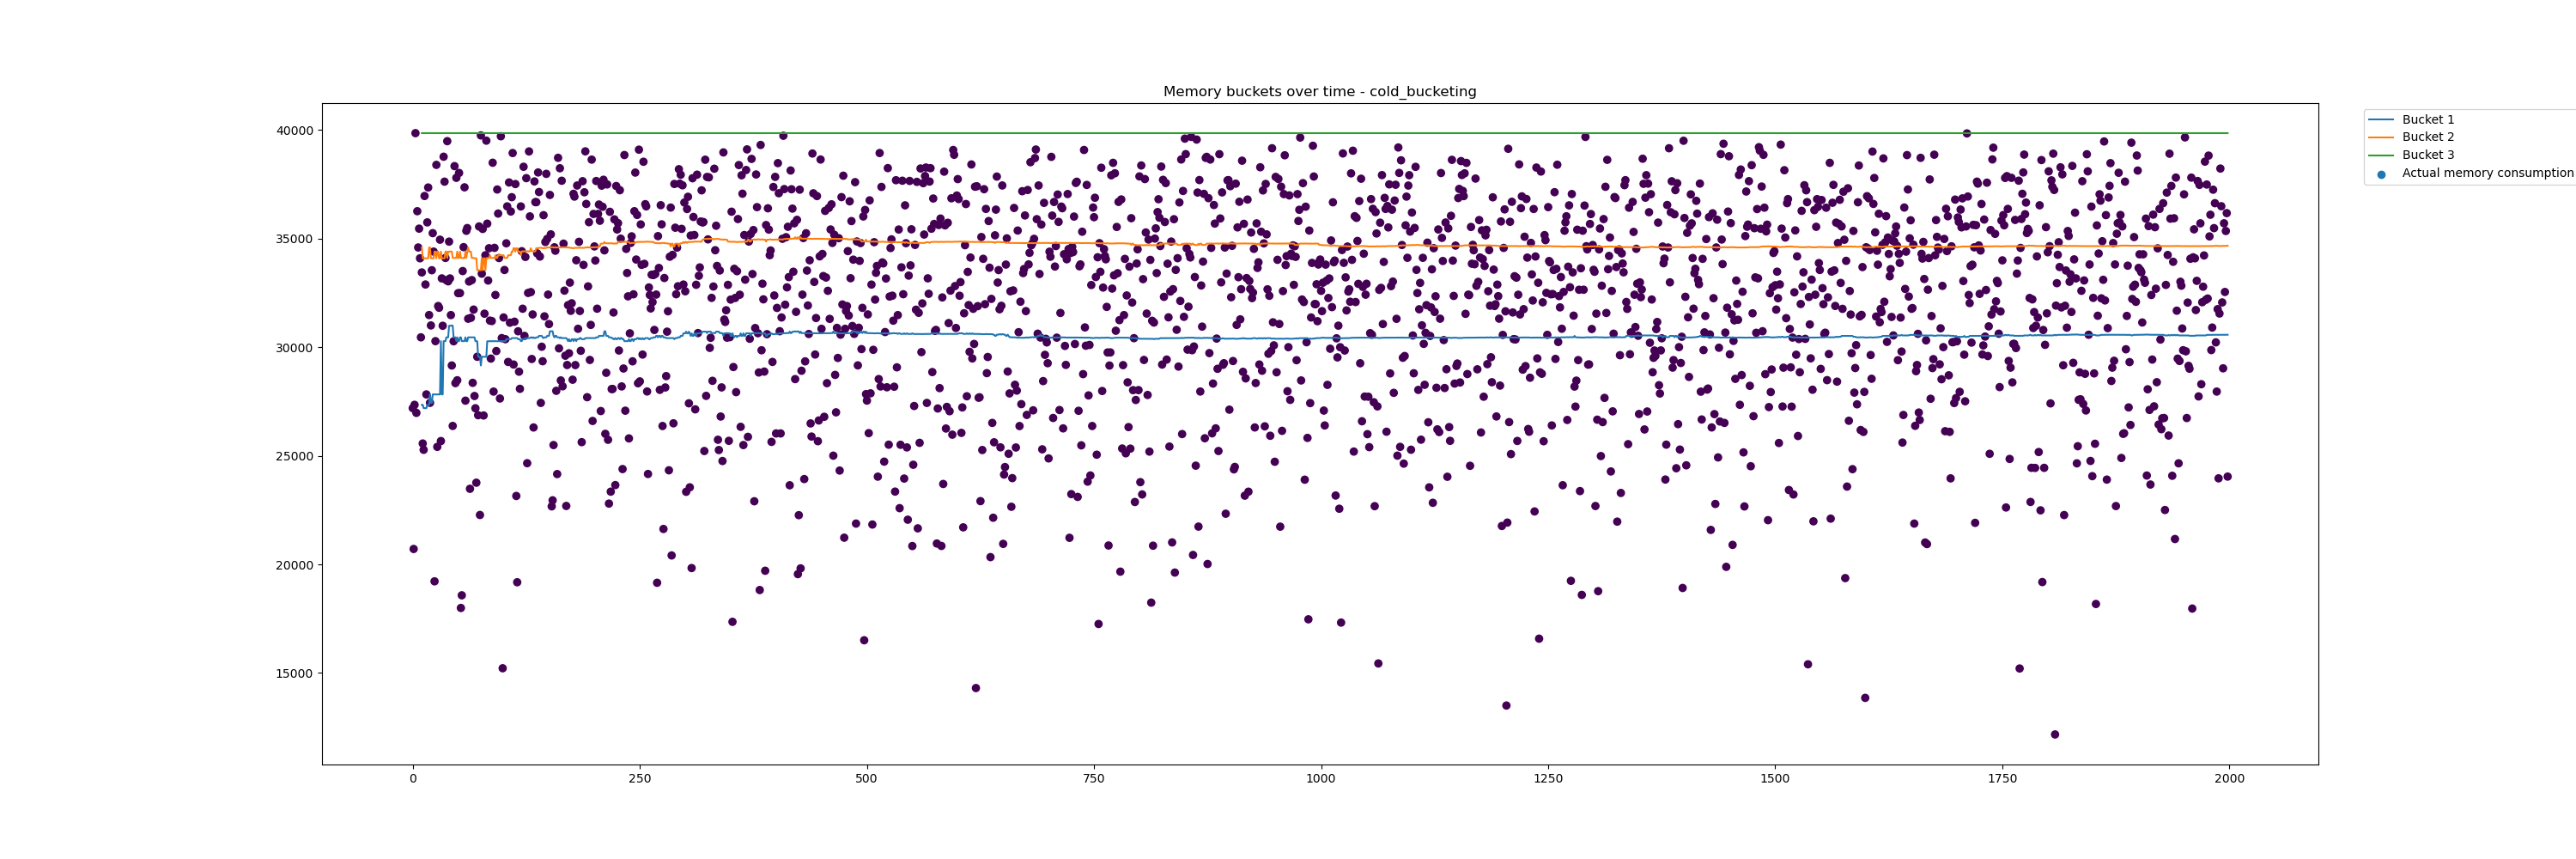 Memory buckets over time - cold_bucketing
40000
35000
30000
25000
20000
15000
0 250 500 750 1000 1250 1500 1750 2000
Bucket 1
Bucket 2
Bucket 3
Actual memory consumption